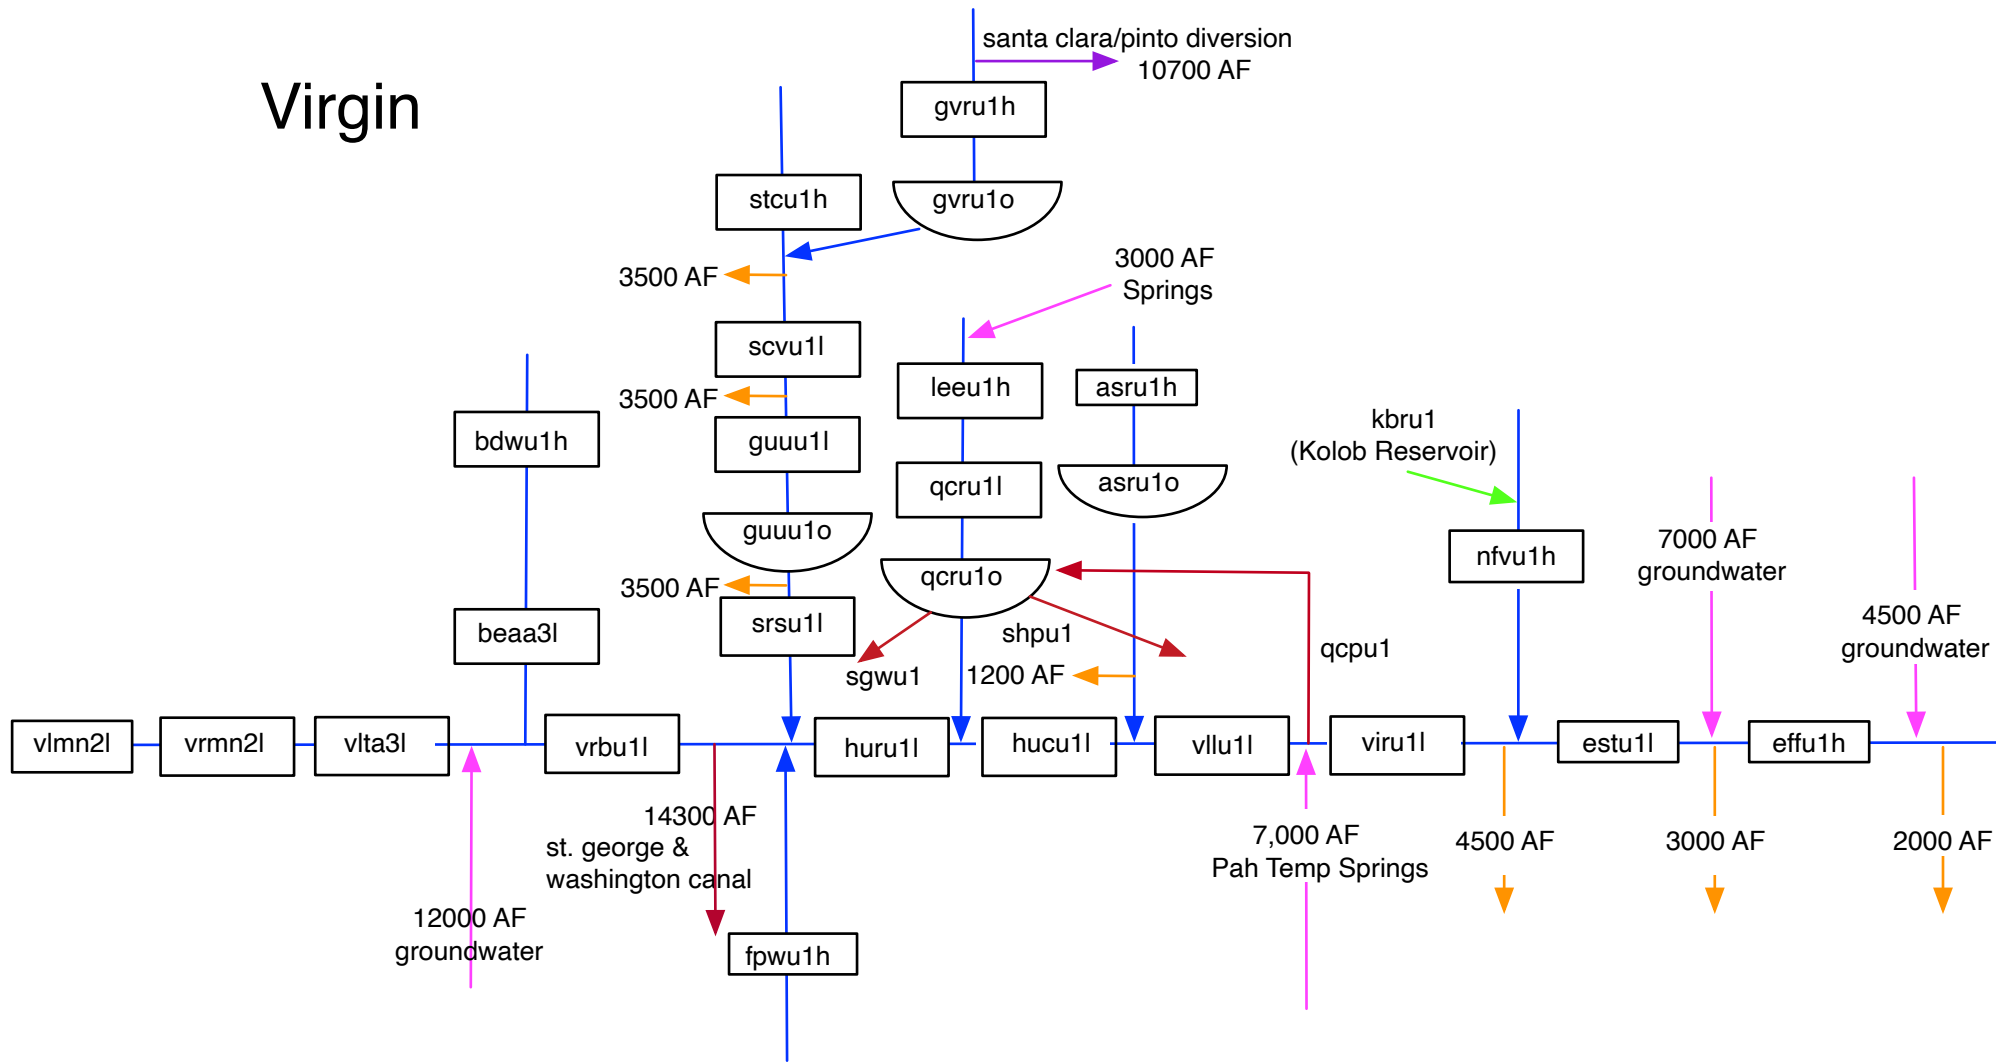 Virgin
santa clara/pinto diversion
10700 AF
gvru1h
stcu1h
gvru1o
3500 AF
3000 AF
Springs
scvu1l
leeu1h
asru1h
3500 AF
kbru1
(Kolob Reservoir)
bdwu1h
guuu1l
qcru1l
asru1o
guuu1o
7000 AF
groundwater
nfvu1h
qcru1o
3500 AF
4500 AF
groundwater
beaa3l
srsu1l
shpu1
qcpu1
sgwu1
1200 AF
vlmn2l
vrmn2l
vlta3l
vrbu1l
huru1l
hucu1l
vllu1l
viru1l
estu1l
effu1h
14300 AF
st. george &
washington canal
7,000 AF
Pah Temp Springs
4500 AF
3000 AF
2000 AF
12000 AF
groundwater
fpwu1h